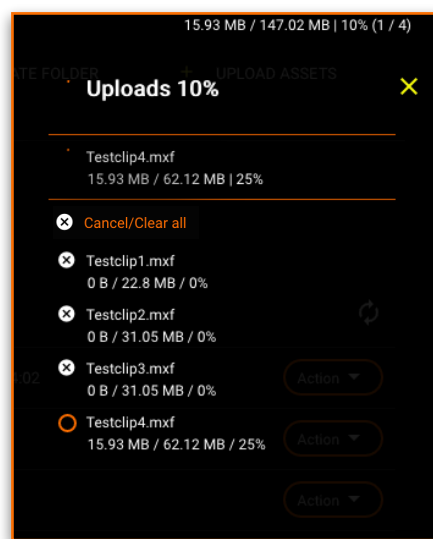 15.93 MB / 147.02 MB | 10% (1 / 4)
ATE FOLDER + UPLOAD ASSETS
Uploads 10%
Testclip4.mxf
15.93 MB / 62.12 MB | 25%
Cancel/Clear all
Testclip1.mxf
0 B / 22.8 MB / 0%
Testclip2.mxf
0 B / 31.05 MB / 0%
Testclip3.mxf
0 B / 31.05 MB / 0%
:02 Action
Testclip4.mxf
15.93 MB / 62.12 MB / 25%
Action
Action